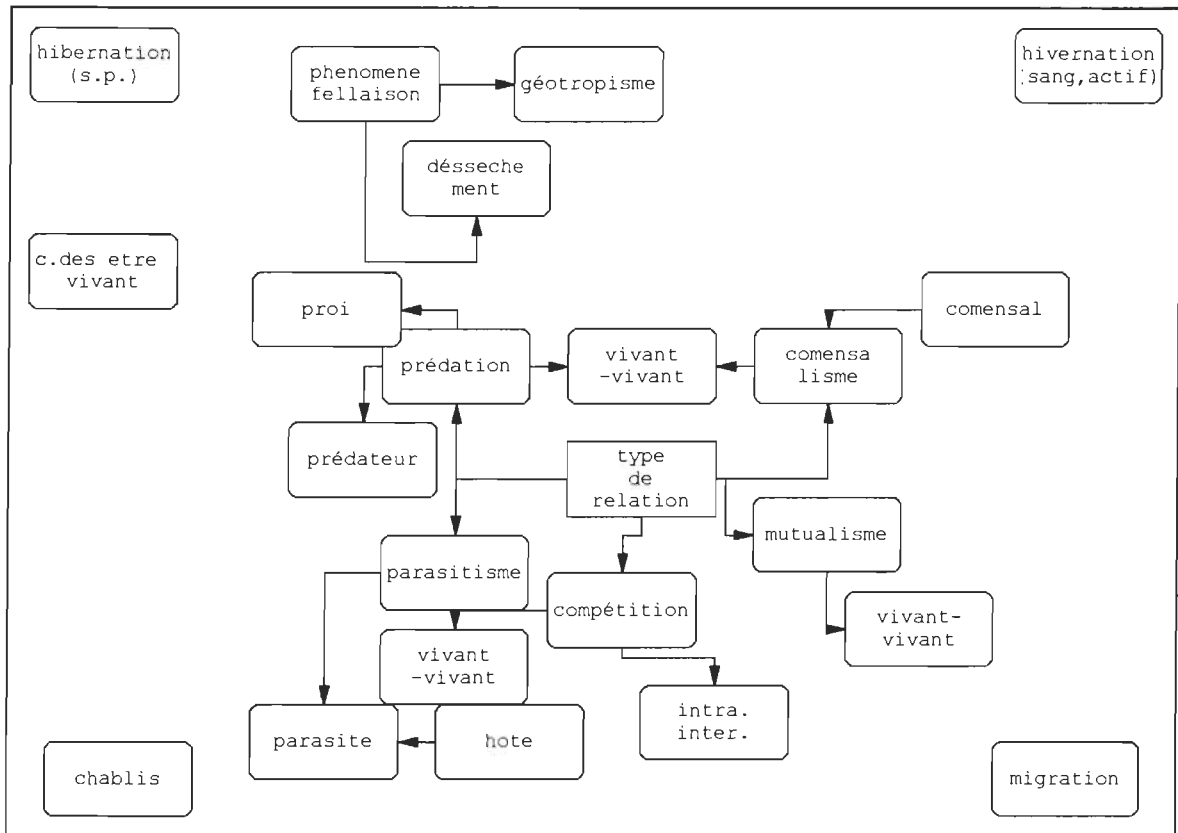 hibernation
(s.p.)
phenomene
fellaison
géotropisme
hivernation
(sang,actif)
désseche
ment
c.des etre
vivant
proi
comensal
prédation
vivant
-vivant
comensa
lisme
prédateur
type
de
relation
mutualisme
parasitisme
compétition
vivant-
vivant
vivant
-vivant
intra.
inter.
parasite
hote
chablis
migration